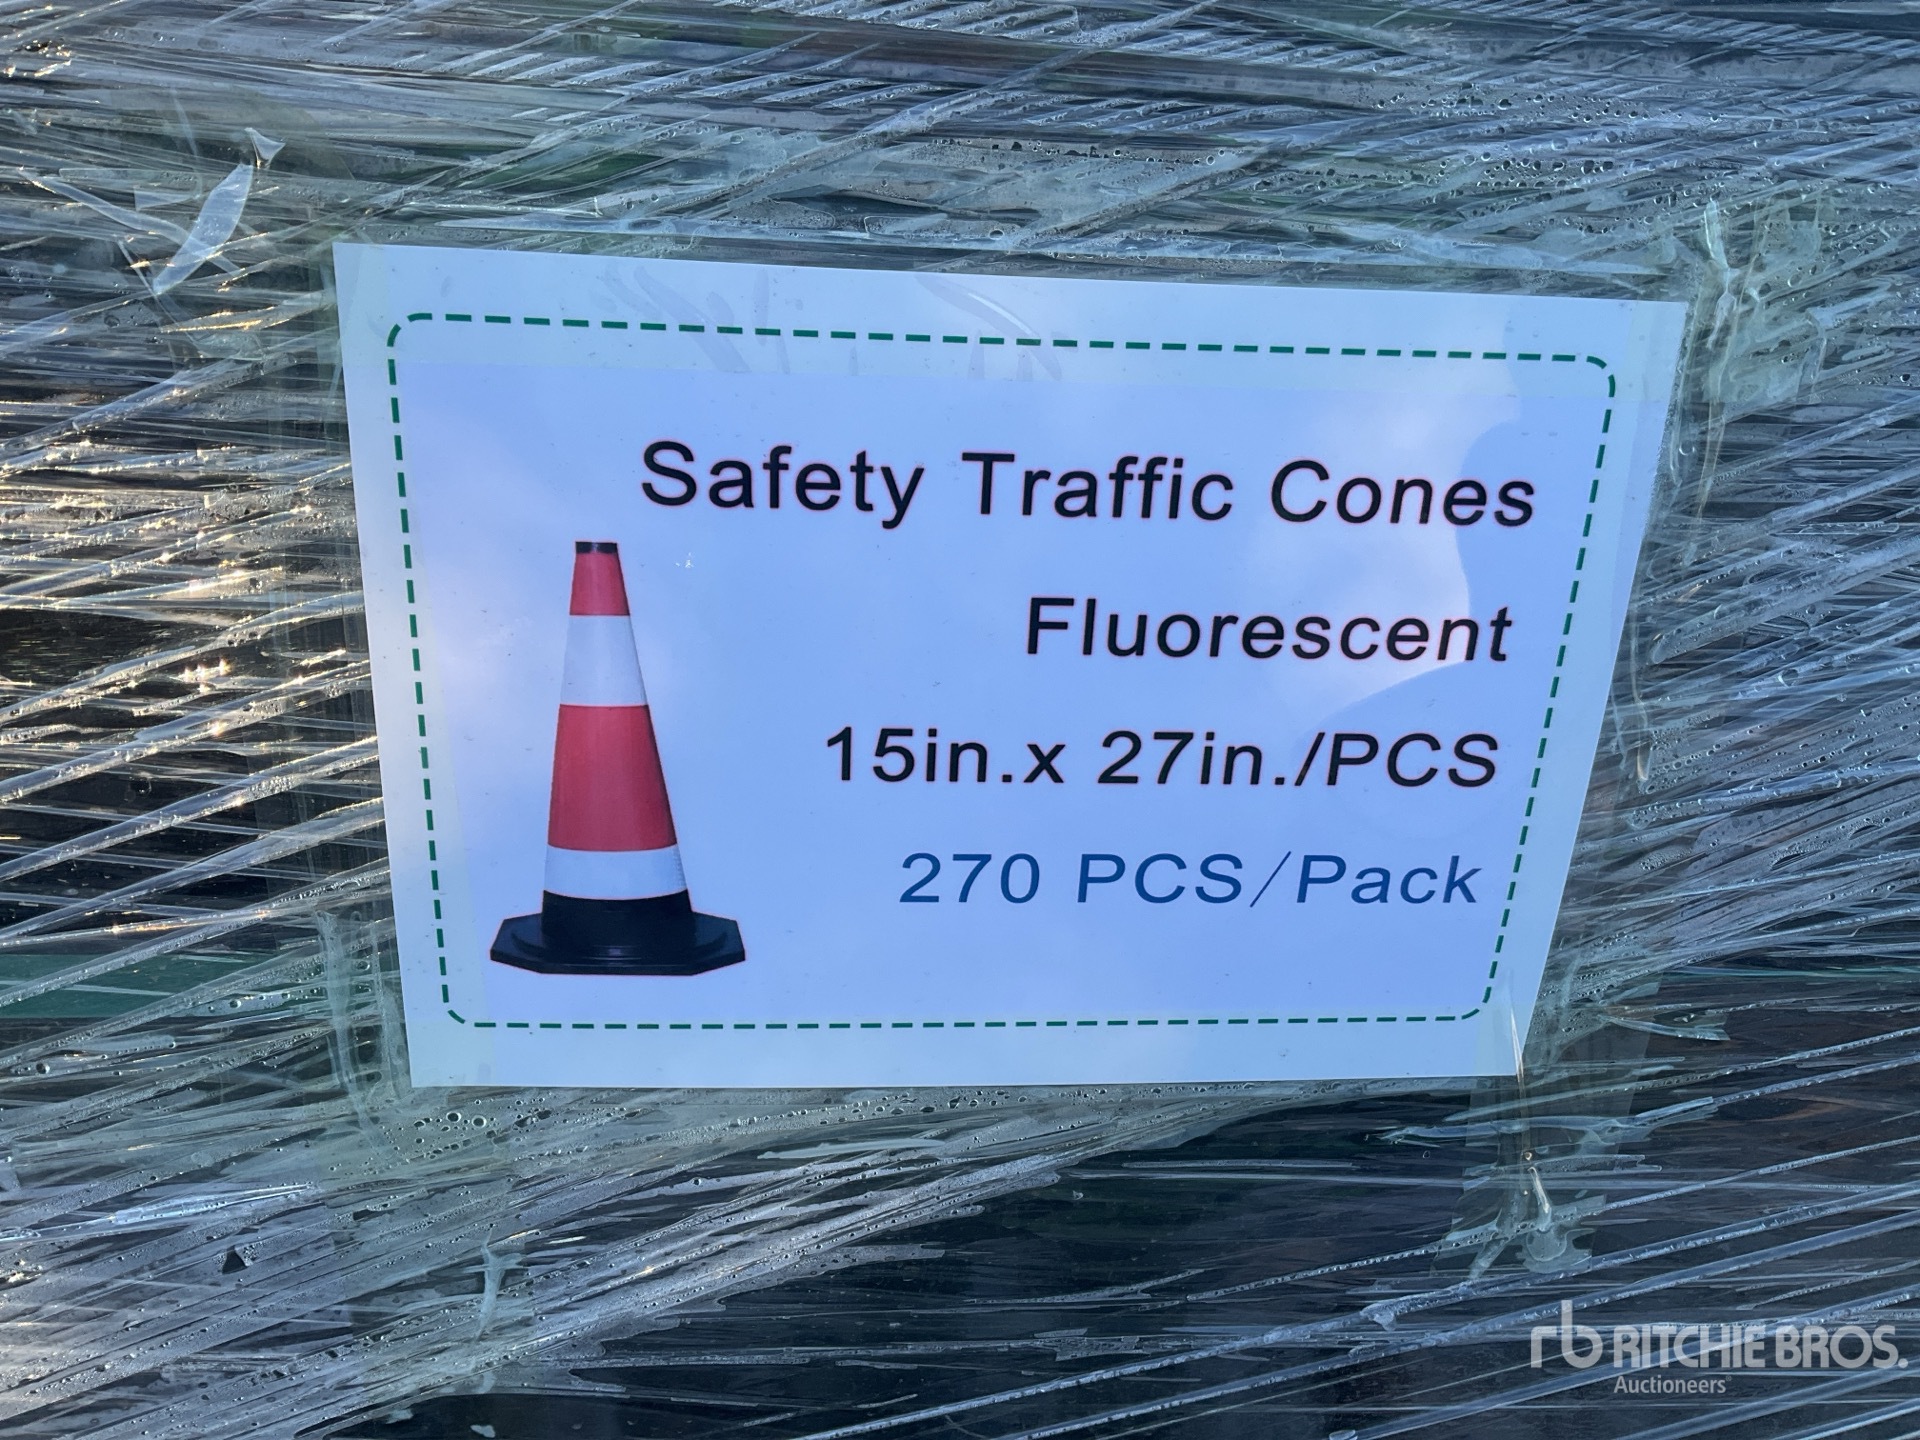 Safety Traffic Cones
Fluorescent
15in.x 27in./PCS
270 PCS/Pack
rb RITCHIE BROS.
Auctioneers